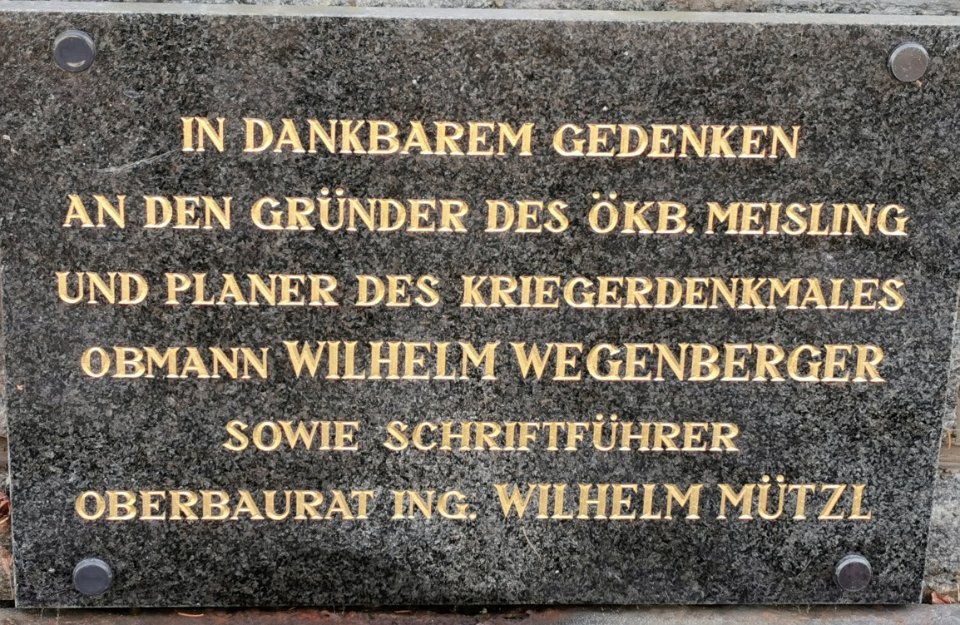 IN DANKBAREM GEDENKEN
AN DEN GRÜNDER DES ÖKB. MEISLING
UND PLANER DES KRIEGERDENKMALES
OBMANN WILHELM WEGENBERGER
SOWIE SCHRIFTFÜHRER
OBERBAURAT ING. WILHELM MÜTZL